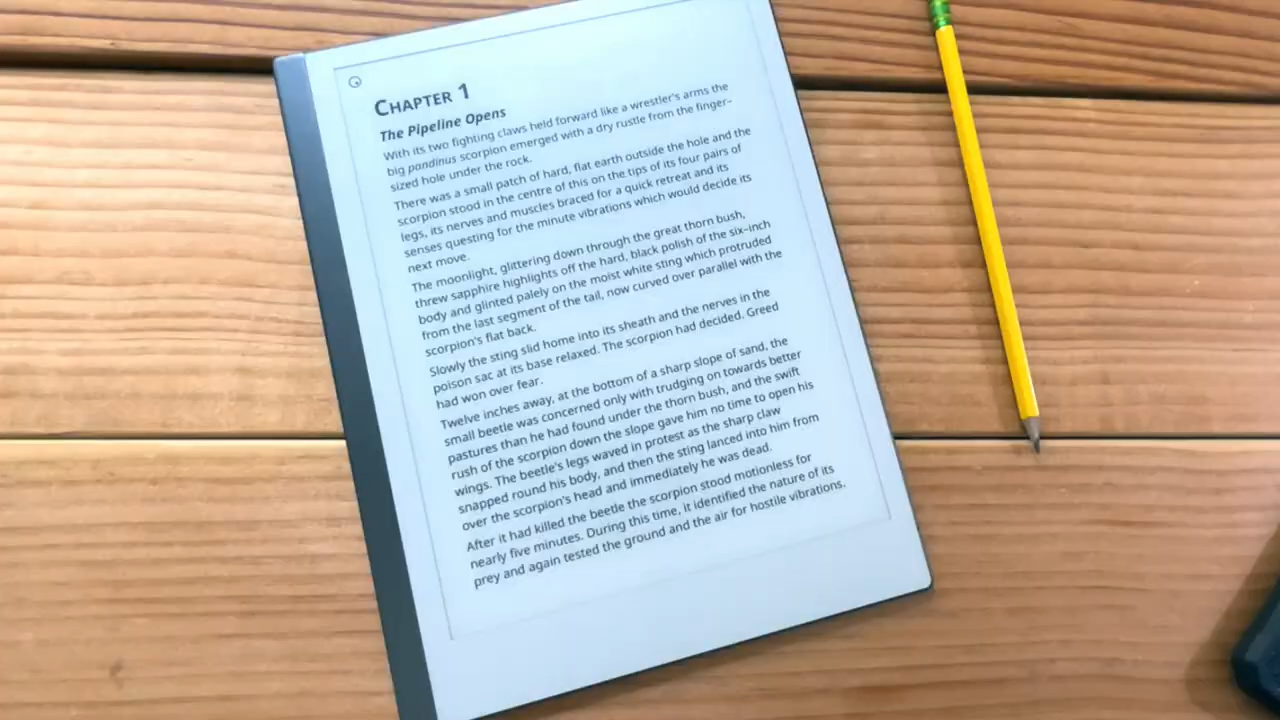 CHAPTER 1
The Pipeline Opens
With its two fighting claws held forward like a wrestler's arms the
big pandinus scorpion emerged with a dry rustle from the finger-
sized hole under the rock.
There was a small patch of hard, flat earth outside the hole and the
scorpion stood in the centre of this on the tips of its four pairs of
legs, its nerves and muscles braced for a quick retreat and its
senses questing for the minute vibrations which would decide its
next move.
The moonlight, glittering down through the great thorn bush,
threw sapphire highlights off the hard, black polish of the six-inch
body and glinted palely on the moist white sting which protruded
from the last segment of the tail, now curved over parallel with the
scorpion's flat back.
Slowly the sting slid home into its sheath and the nerves in the
poison sac at its base relaxed. The scorpion had decided. Greed
had won over fear.
Twelve inches away, at the bottom of a sharp slope of sand, the
small beetle was concerned only with trudging on towards better
pastures than he had found under the thorn bush, and the swift
rush of the scorpion down the slope gave him no time to open his
wings. The beetle's legs waved in protest as the sharp claw
snapped round his body, and then the sting lanced into him from
over the scorpion's head and immediately he was dead.
After it had killed the beetle the scorpion stood motionless for
nearly five minutes. During this time, it identified the nature of its
prey and again tested the ground and the air for hostile vibrations.